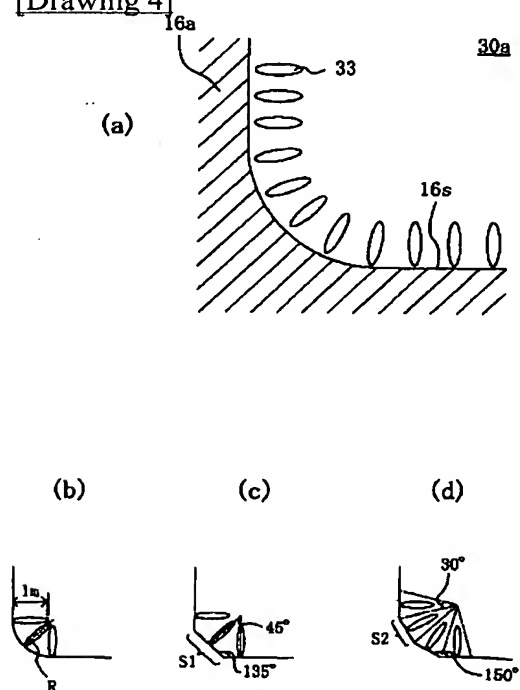 [Drawing 4]
16a
30a
33
(a)
16s
(b)
(c)
(d)
1m
30°
45°
S1
S2
135°
150°
R